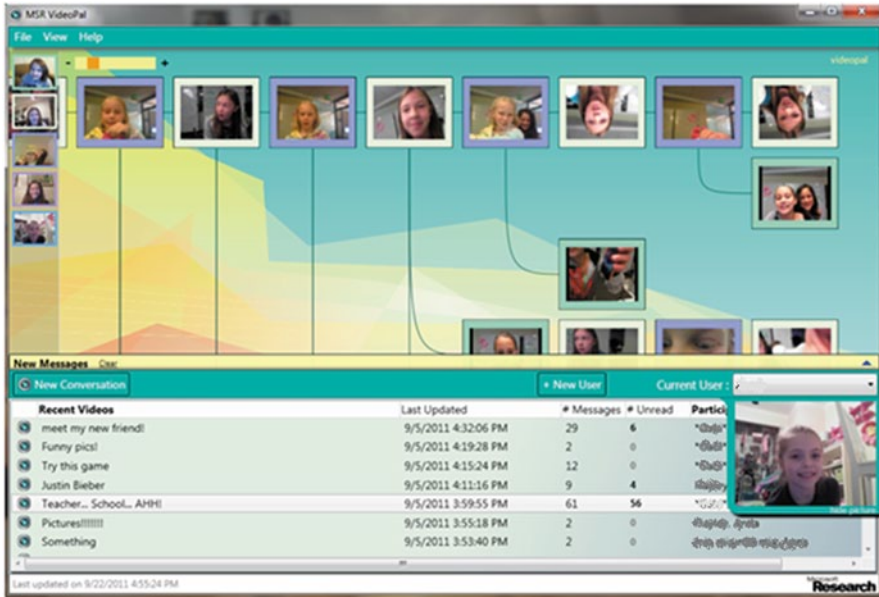 MSR VideoPal
File View Help
- +
videopal
New Messages Clear
New Conversation + New User Current User :
Recent Videos Last Updated # Messages # Unread Partici
meet my new friend! 9/5/2011 4:32:06 PM 29 6
Funny pics! 9/5/2011 4:19:28 PM 2 0
Try this game 9/5/2011 4:15:24 PM 12 0
Justin Bieber 9/5/2011 4:11:16 PM 9 4
Teacher... School... AHH! 9/5/2011 3:59:55 PM 61 56
hide picture
Pictures!!!!!!! 9/5/2011 3:55:18 PM 2 0
Something 9/5/2011 3:53:40 PM 2 0
Last updated on 9/22/2011 4:55:24 PM
Microsoft
Research